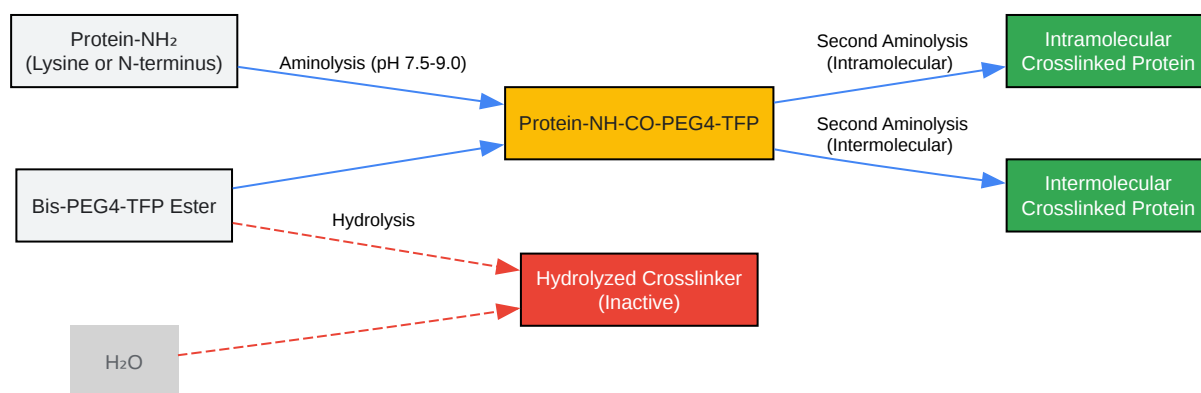 Protein-NH₂
(Lysine or N-terminus)
Aminolysis (pH 7.5-9.0)
Protein-NH-CO-PEG4-TFP
Second Aminolysis
(Intramolecular)
Intramolecular
Crosslinked Protein
Second Aminolysis
(Intermolecular)
Intermolecular
Crosslinked Protein
Bis-PEG4-TFP Ester
Hydrolysis
Hydrolyzed Crosslinker
(Inactive)
H₂O